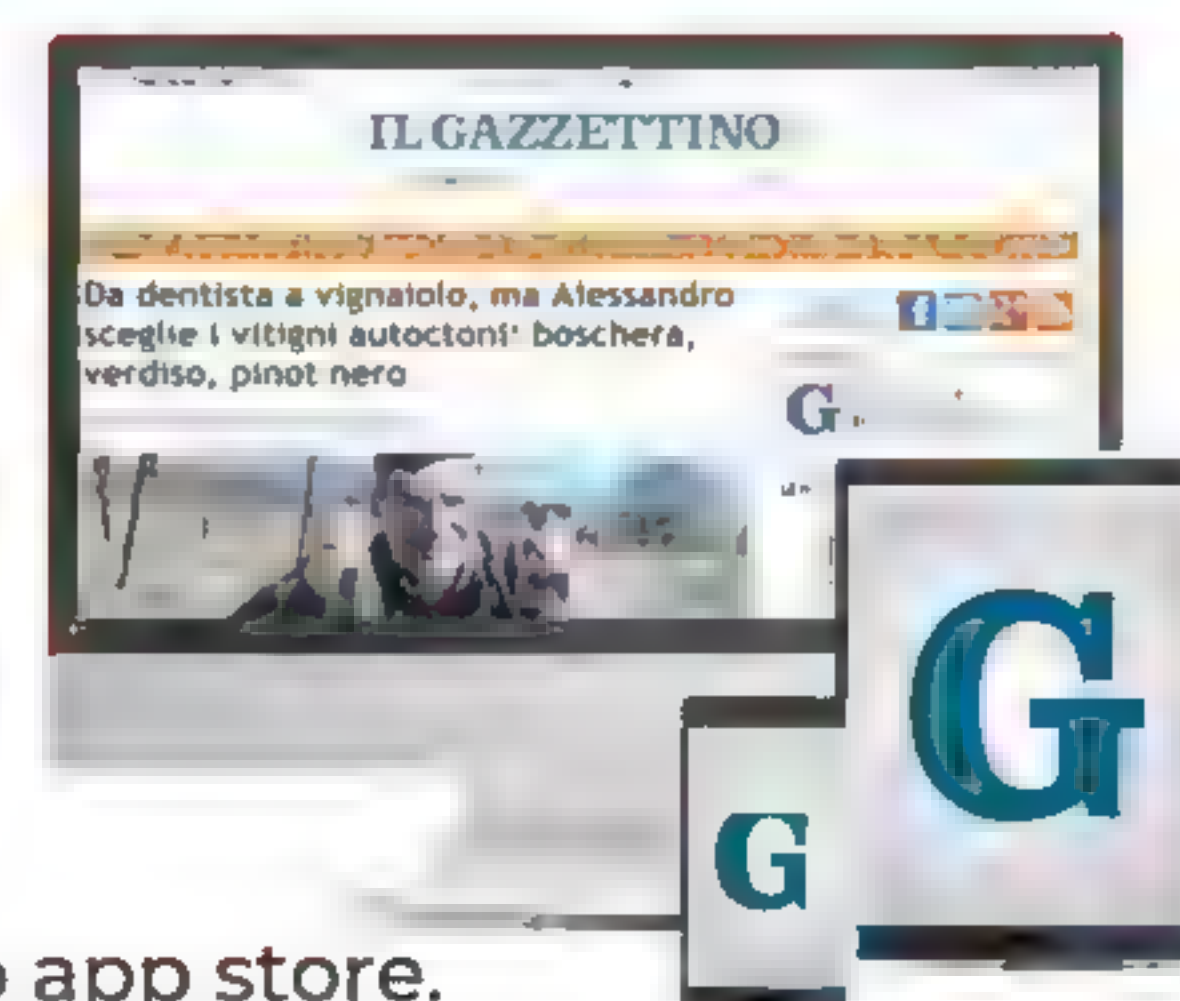 IL GAZZETTINO
Da dentista a vignaiolo, ma Alessandro
sceglie i vitigni autoctoni: boschera,
verdiso, pinot nero
f
G
G
G
app store.